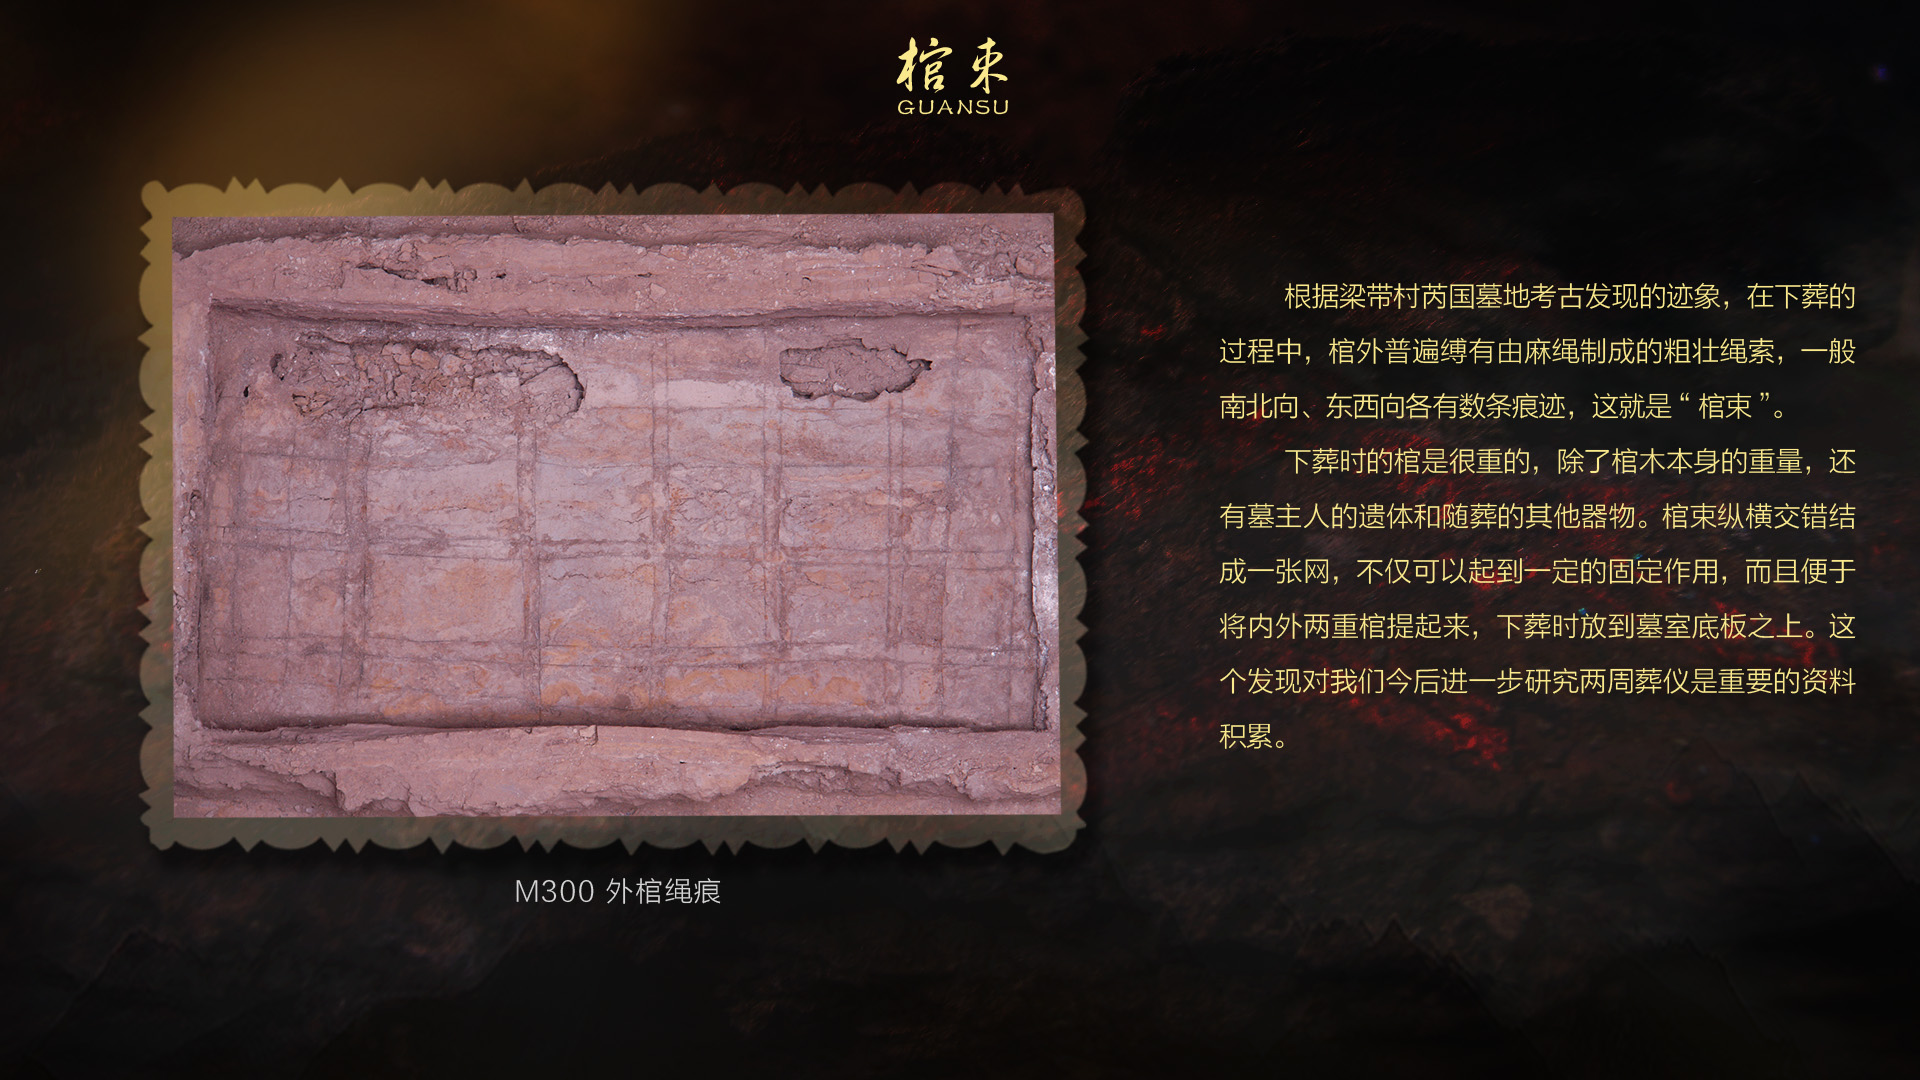 棺束
GUANSU
根据梁带村芮国墓地考古发现的迹象，在下葬的
过程中，棺外普遍缚有由麻绳制成的粗壮绳索，一般
南北向、东西向各有数条痕迹，这就是“棺束”。
下葬时的棺是很重的，除了棺木本身的重量，还
有墓主人的遗体和随葬的其他器物。棺束纵横交错结
成一张网，不仅可以起到一定的固定作用，而且便于
将内外两重棺提起来，下葬时放到墓室底板之上。这
个发现对我们今后进一步研究两周葬仪是重要的资料
积累。
M300 外棺绳痕